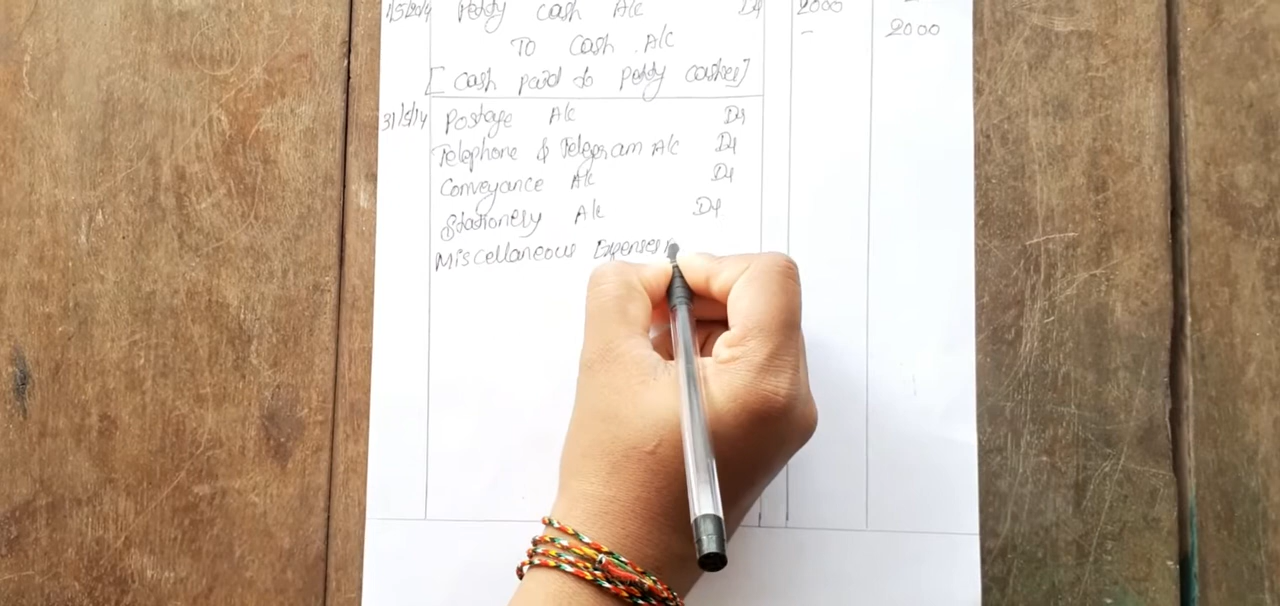 1/5/2014 Petty cash A/c Dr 2000
To Cash A/c - 2000
[cash paid to petty cashier]
31/5/14 Postage A/c Dr
Telephone & Telegram A/c Dr
Conveyance A/c Dr
Stationery A/c Dr
Miscellaneous Expenses